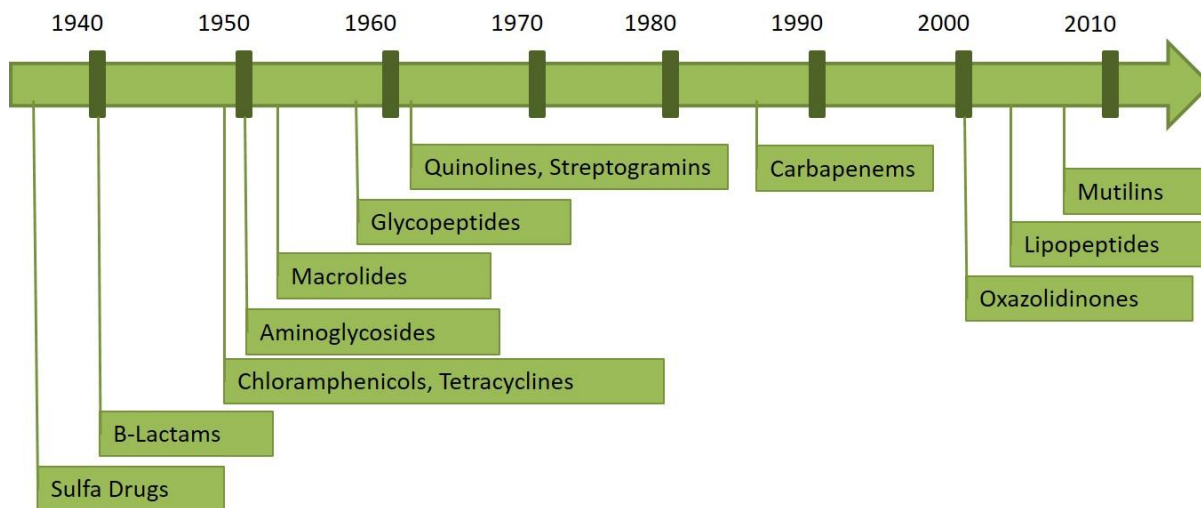 1940 1950 1960 1970 1980 1990 2000 2010
Quinolines, Streptogramins
Carbapenems
Mutilins
Glycopeptides
Lipopeptides
Macrolides
Oxazolidinones
Aminoglycosides
Chloramphenicols, Tetracyclines
B-Lactams
Sulfa Drugs